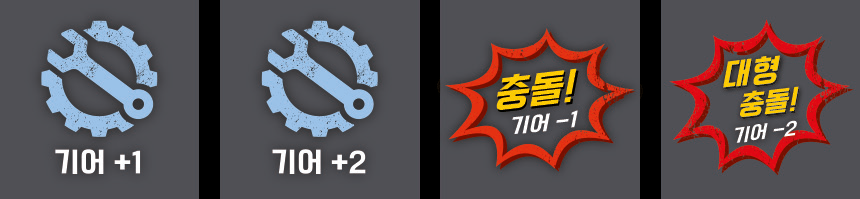 기어 +1
기어 +2
충돌!
기어 –1
대형
충돌!
기어 –2